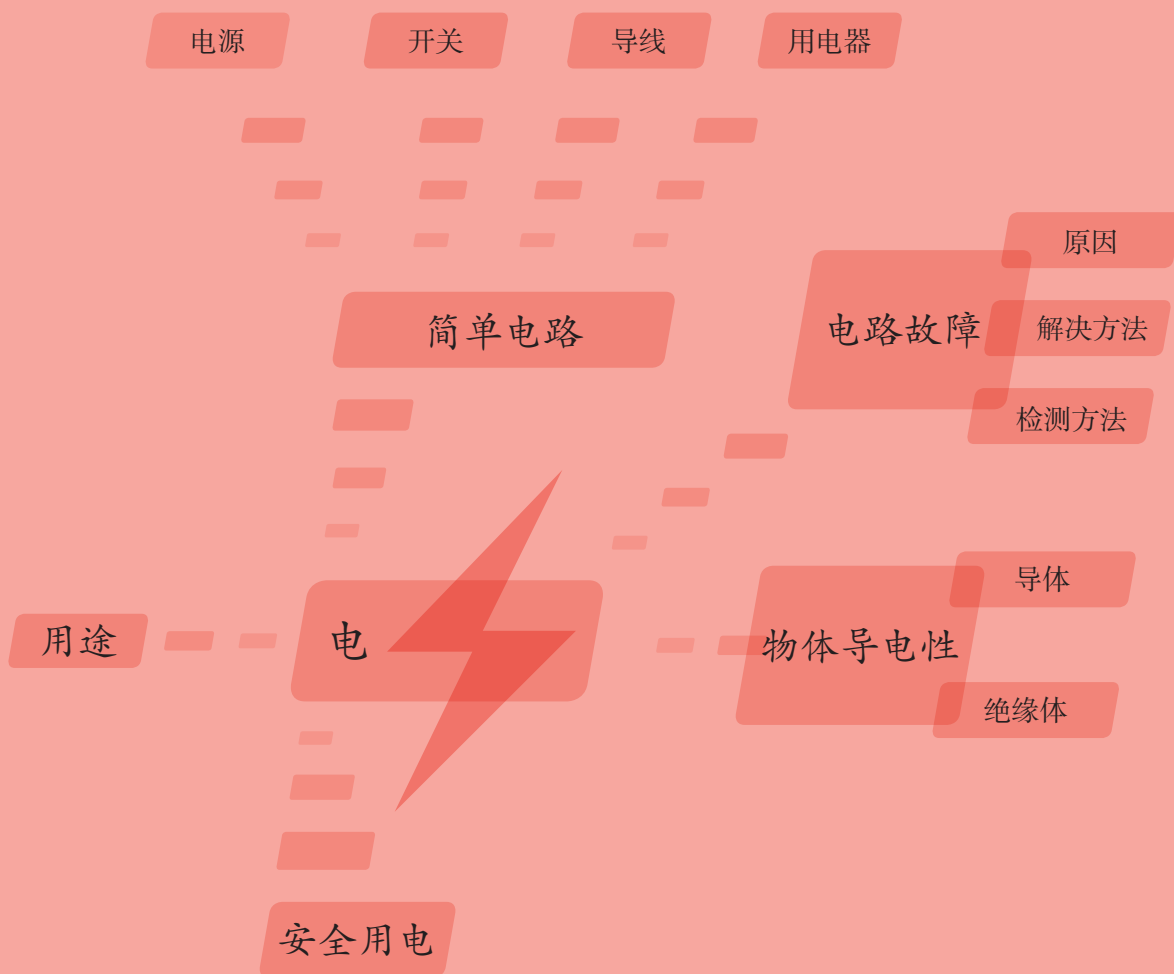 电源
开关
导线
用电器
原因
简单电路
电路故障
解决方法
检测方法
导体
用途
电
物体导电性
绝缘体
安全用电